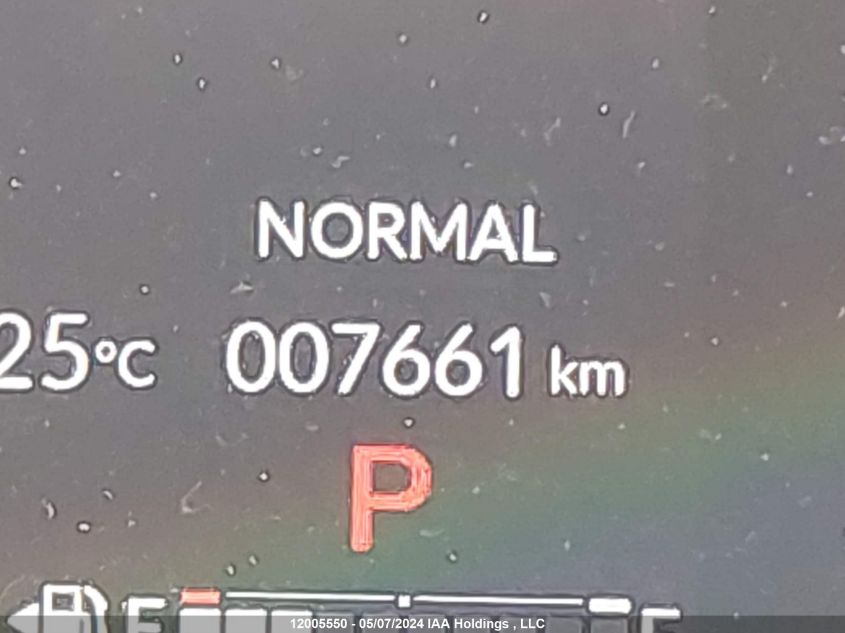 NORMAL
25°C 007661 km
P
E F
12005550 - 05/07/2024 IAA Holdings , LLC